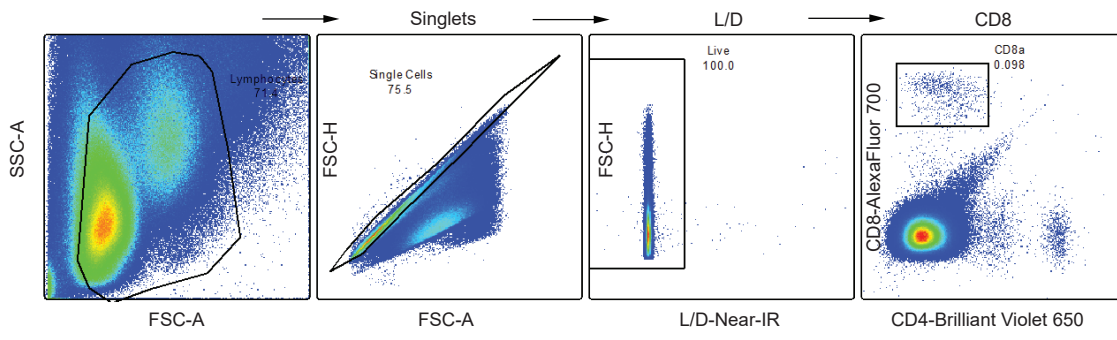 Singlets
L/D
CD8
Lymphocytes
71.4
Single Cells
75.5
Live
100.0
CD8a
0.098
SSC-A
FSC-H
FSC-H
CD8-AlexaFluor 700
FSC-A
FSC-A
L/D-Near-IR
CD4-Brilliant Violet 650